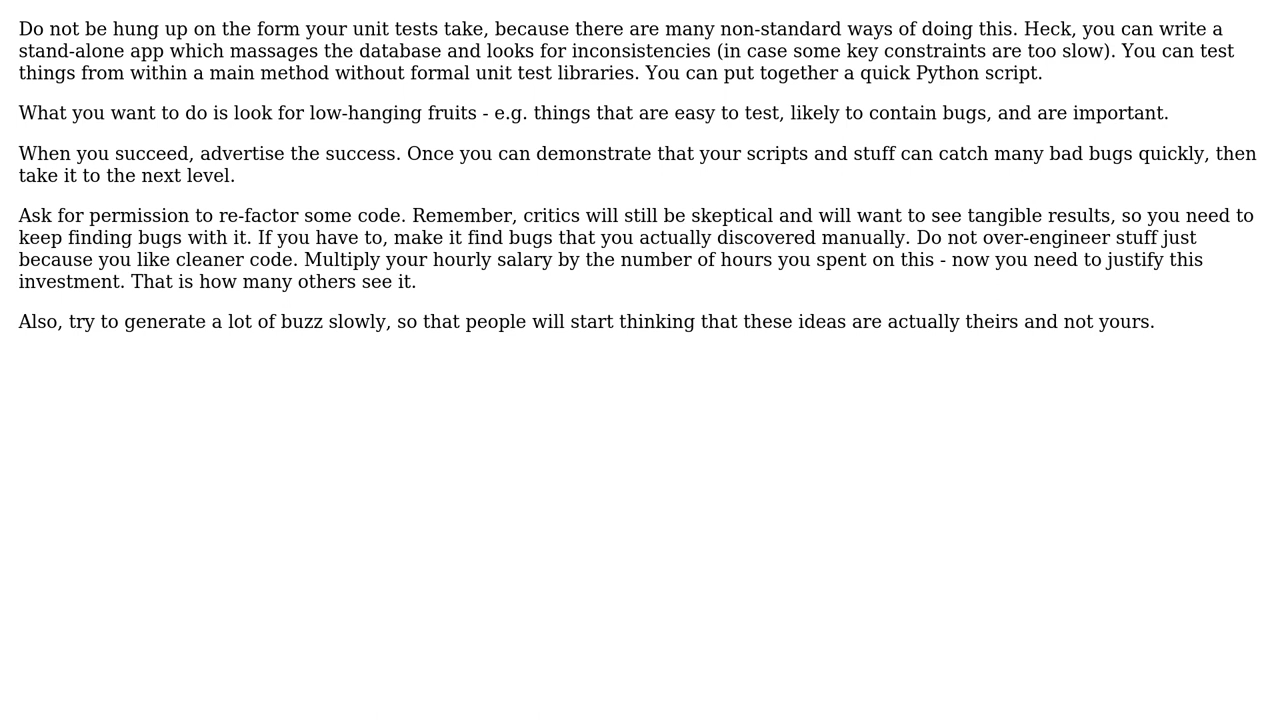 Do not be hung up on the form your unit tests take, because there are many non-standard ways of doing this. Heck, you can write a
stand-alone app which massages the database and looks for inconsistencies (in case some key constraints are too slow). You can test
things from within a main method without formal unit test libraries. You can put together a quick Python script.
What you want to do is look for low-hanging fruits - e.g. things that are easy to test, likely to contain bugs, and are important.
When you succeed, advertise the success. Once you can demonstrate that your scripts and stuff can catch many bad bugs quickly, then
take it to the next level.
Ask for permission to re-factor some code. Remember, critics will still be skeptical and will want to see tangible results, so you need to
keep finding bugs with it. If you have to, make it find bugs that you actually discovered manually. Do not over-engineer stuff just
because you like cleaner code. Multiply your hourly salary by the number of hours you spent on this - now you need to justify this
investment. That is how many others see it.
Also, try to generate a lot of buzz slowly, so that people will start thinking that these ideas are actually theirs and not yours.